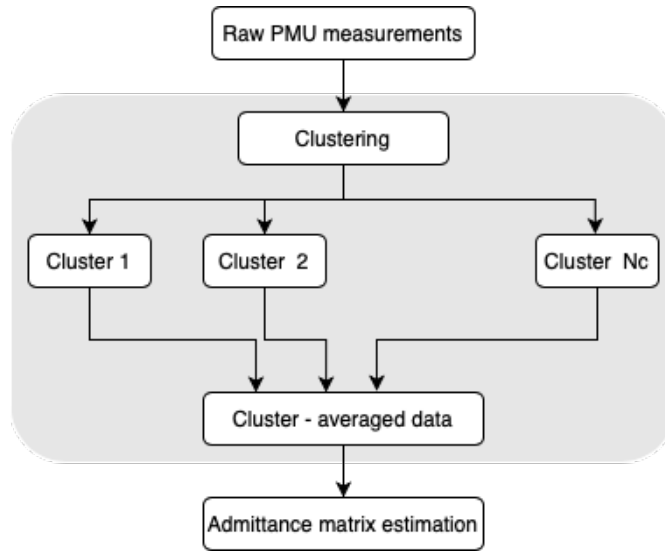 Raw PMU measurements
Clustering
Cluster 1
Cluster 2
Cluster Nc
Cluster - averaged data
Admittance matrix estimation